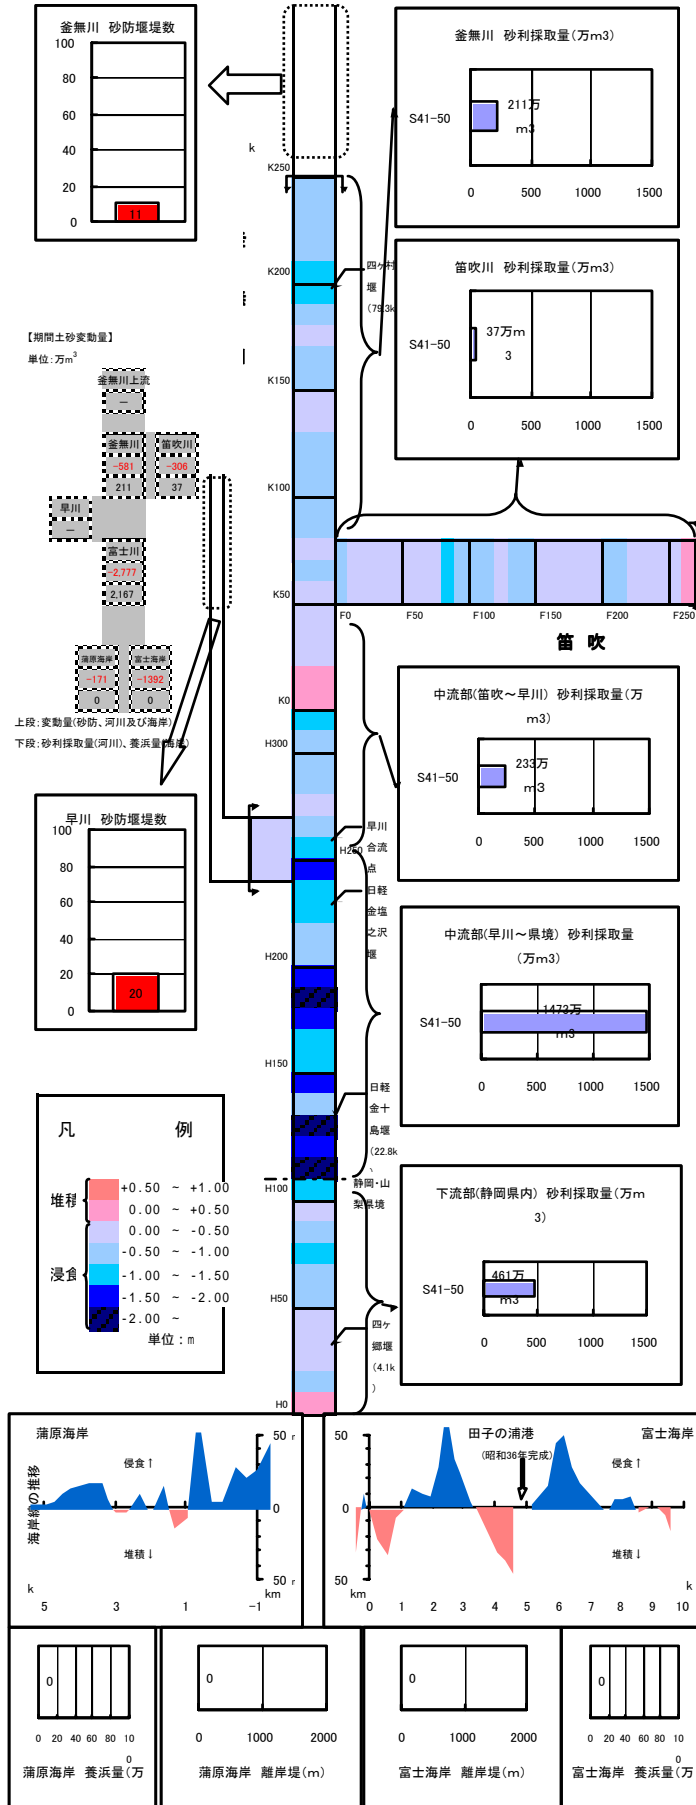 釜無川 砂防堰堤数
100
80
60
40
20
0
11
釜無川 砂利採取量(万m3)
S41-50
211万
m3
0 500 1000 1500
笛吹川 砂利採取量(万m3)
S41-50
37万m
3
0 500 1000 1500
k
K250
K200
K150
K100
K50
K0
四ヶ村
堰
(79.3k
【期間土砂変動量】
単位:万m³
釜無川上流
—
釜無川
-581
211
笛吹川
-306
37
早川
—
富士川
-2,777
2,167
蒲原海岸
-171
0
富士海岸
-1392
0
上段:変動量(砂防、河川及び海岸)
下段:砂利採取量(河川)、養浜量(海岸)
F0 F50 F100 F150 F200 F250
笛 吹
中流部(笛吹～早川) 砂利採取量(万
m3)
S41-50
233万
m3
0 500 1000 1500
早川 砂防堰堤数
100
80
60
40
20
0
20
H300
H250
H200
H150
H100
H50
H0
早川
合流
点
日軽
金塩
之沢
堰
中流部(早川～県境) 砂利採取量
(万m3)
S41-50
1473万
m3
0 500 1000 1500
日軽
金十
島堰
(22.8k
静岡・山
梨県境
下流部(静岡県内) 砂利採取量(万m
3)
S41-50
461万
m3
0 500 1000 1500
四ケ
郷堰
(4.1k
)
凡 例
堆積
+0.50 ～ +1.00
0.00 ～ +0.50
浸食
0.00 ～ -0.50
-0.50 ～ -1.00
-1.00 ～ -1.50
-1.50 ～ -2.00
-2.00 ～
単位:m
蒲原海岸
海岸線の推移
侵食↑
堆積↓
50
0
50
km
k
5 3 1 -1
田子の浦港
(昭和36年完成)
富士海岸
侵食↑
堆積↓
50
0
50
km
k
0 1 2 3 4 5 6 7 8 9 10
0
0 20 40 60 80 10
0
蒲原海岸 養浜量(万
0
0 1000 2000
蒲原海岸 離岸堤(m)
0
0 1000 2000
富士海岸 離岸堤(m)
0
0 20 40 60 80 10
0
富士海岸 養浜量(万